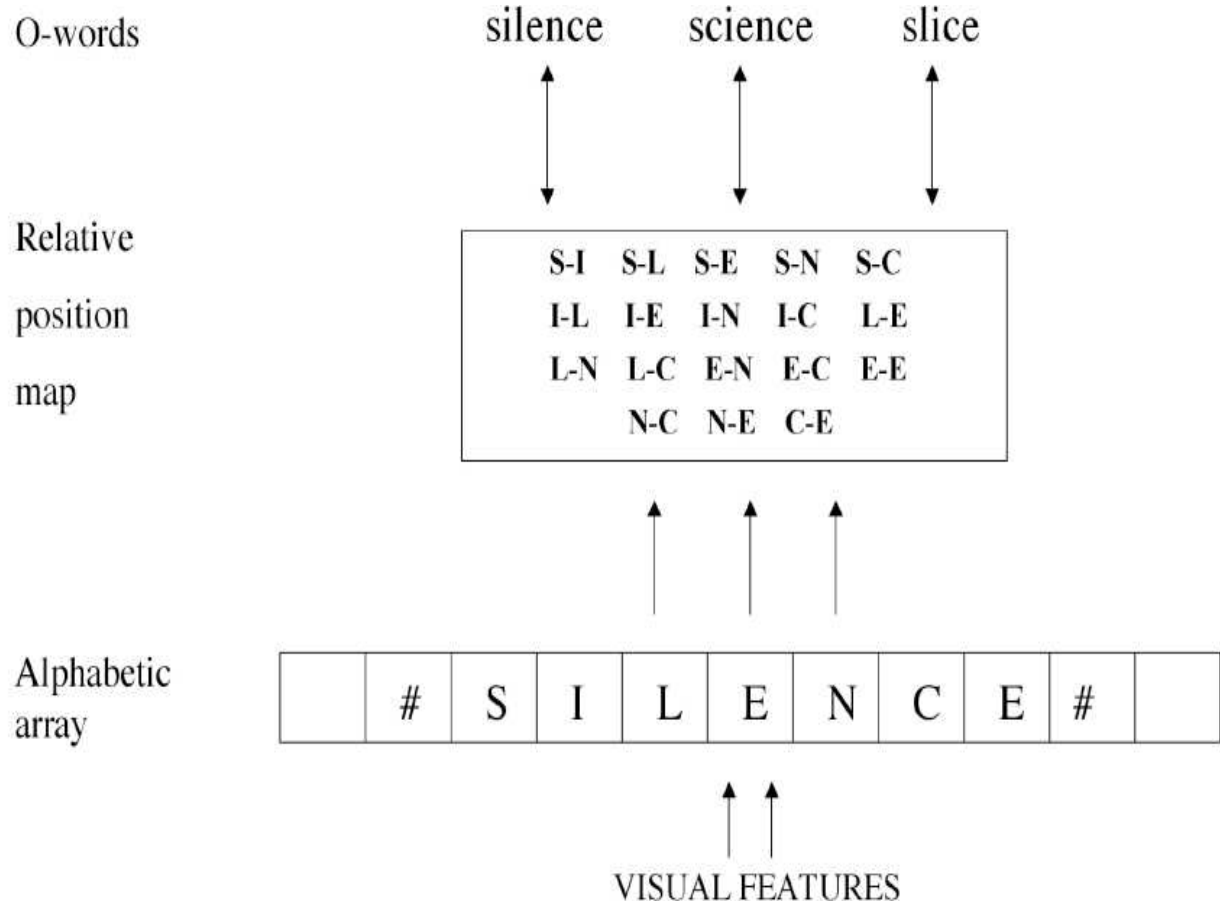 O-words silence science slice
Relative
position
map
S-I S-L S-E S-N S-C
I-L I-E I-N I-C L-E
L-N L-C E-N E-C E-E
N-C N-E C-E
Alphabetic
array
# S I L E N C E #
VISUAL FEATURES